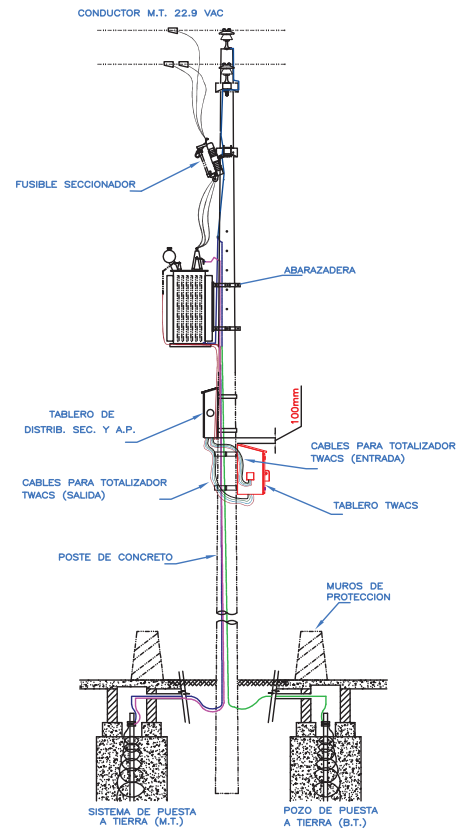 CONDUCTOR M.T. 22.9 VAC
FUSIBLE SECCIONADOR
ABARAZADERA
100mm
TABLERO DE
DISTRIB. SEC. Y A.P.
CABLES PARA TOTALIZADOR
TWACS (ENTRADA)
CABLES PARA TOTALIZADOR
TWACS (SALIDA)
TABLERO TWACS
POSTE DE CONCRETO
MUROS DE
PROTECCION
SISTEMA DE PUESTA
A TIERRA (M.T.)
POZO DE PUESTA
A TIERRA (B.T.)